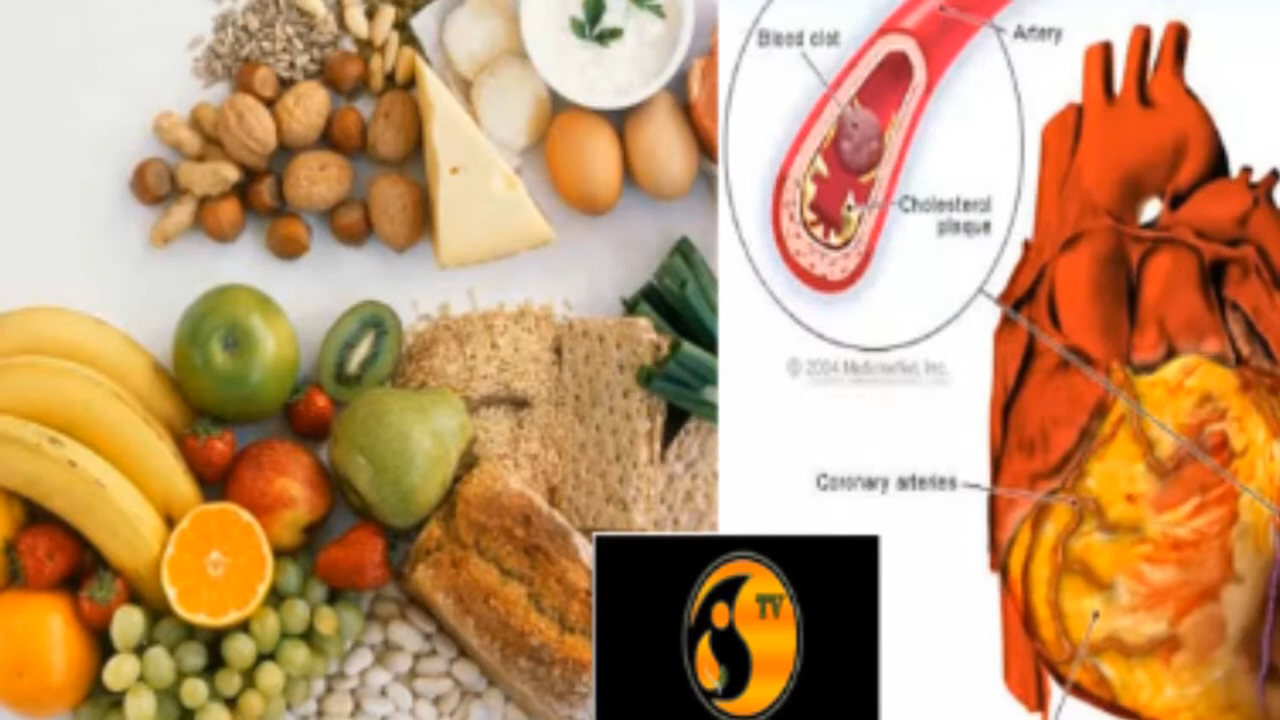 Blood clot
Artery
Cholesterol
plaque
© 2004 MedicineNet, Inc.
Coronary arteries
TV